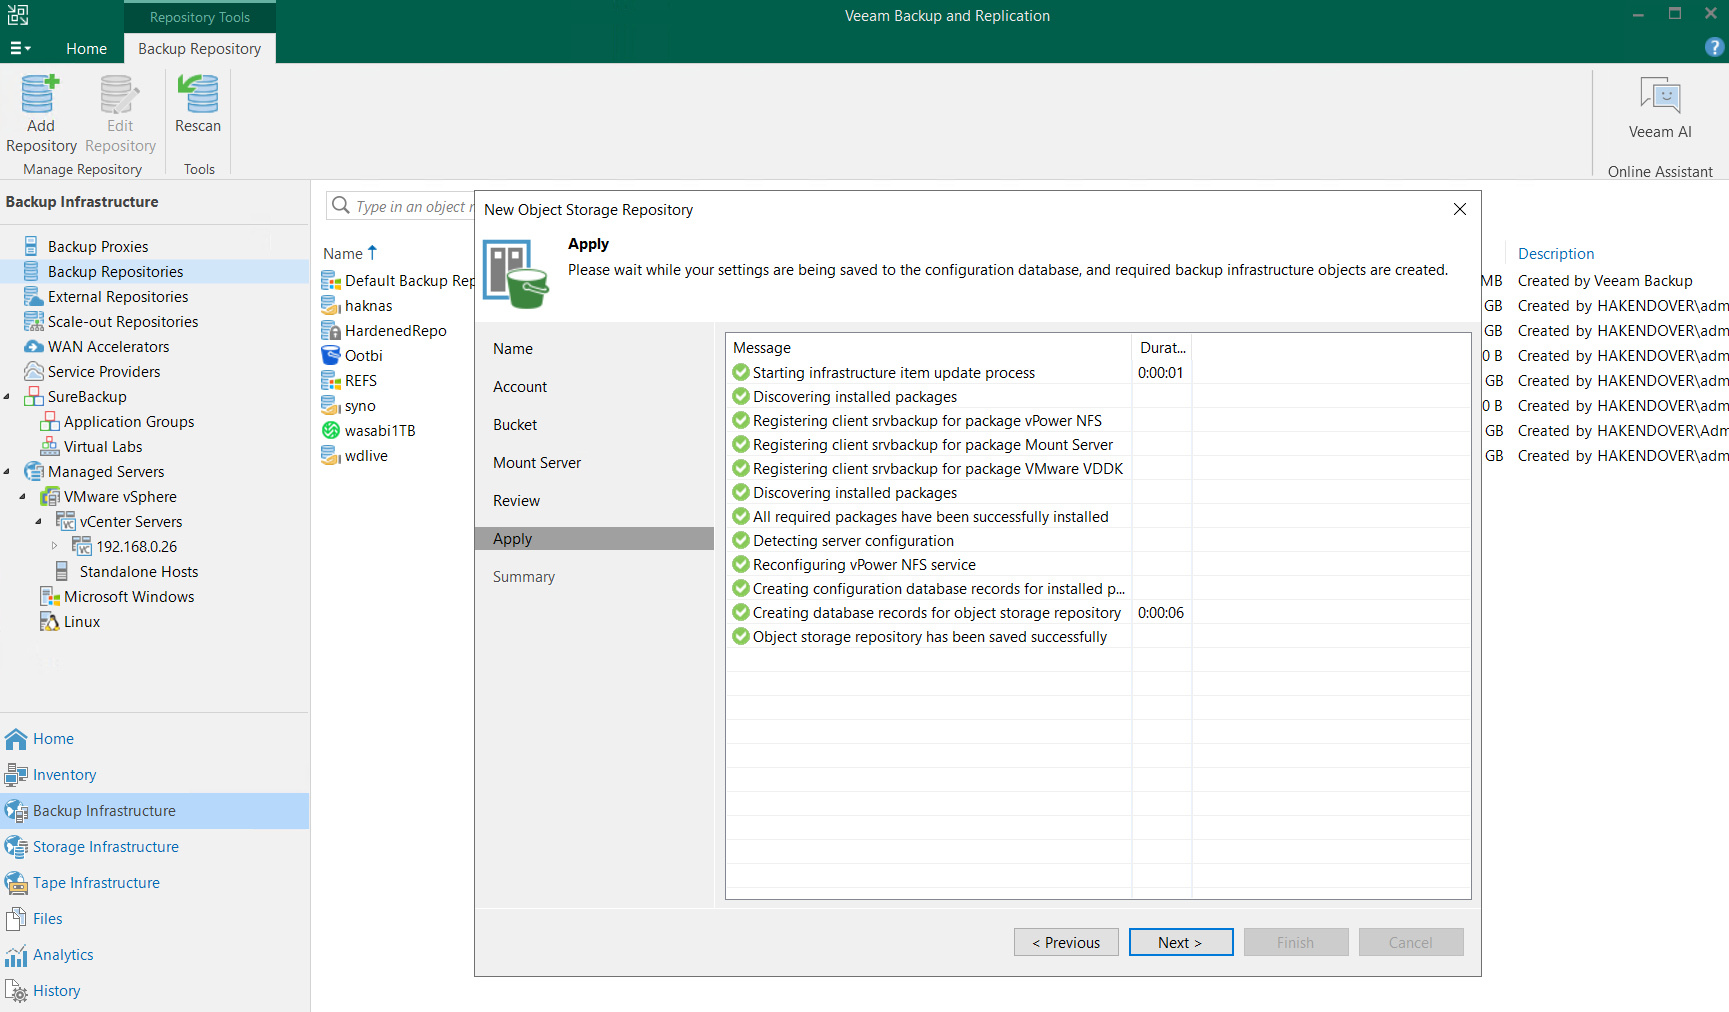 Repository Tools
Veeam Backup and Replication
Home
Backup Repository
?
Add
Repository
Edit
Repository
Rescan
Manage Repository
Tools
Veeam AI
Online Assistant
Backup Infrastructure
Backup Proxies
Backup Repositories
External Repositories
Scale-out Repositories
WAN Accelerators
Service Providers
SureBackup
Application Groups
Virtual Labs
Managed Servers
VMware vSphere
vCenter Servers
192.168.0.26
Standalone Hosts
Microsoft Windows
Linux
Home
Inventory
Backup Infrastructure
Storage Infrastructure
Tape Infrastructure
Files
Analytics
History
Type in an object
Name
Default Backup Rep
haknas
HardenedRepo
Ootbi
REFS
syno
wasabi1TB
wdlive
New Object Storage Repository
Apply
Please wait while your settings are being saved to the configuration database, and required backup infrastructure objects are created.
Name
Account
Bucket
Mount Server
Review
Apply
Summary
Message Durat...
Starting infrastructure item update process 0:00:01
Discovering installed packages
Registering client srvbackup for package vPower NFS
Registering client srvbackup for package Mount Server
Registering client srvbackup for package VMware VDDK
Discovering installed packages
All required packages have been successfully installed
Detecting server configuration
Reconfiguring vPower NFS service
Creating configuration database records for installed p...
Creating database records for object storage repository 0:00:06
Object storage repository has been saved successfully
< Previous
Next >
Finish
Cancel
Description
MB Created by Veeam Backup
GB Created by HAKENDOVER\adm
GB Created by HAKENDOVER\adm
0 B Created by HAKENDOVER\adm
GB Created by HAKENDOVER\adm
0 B Created by HAKENDOVER\adm
GB Created by HAKENDOVER\Adm
GB Created by HAKENDOVER\adm